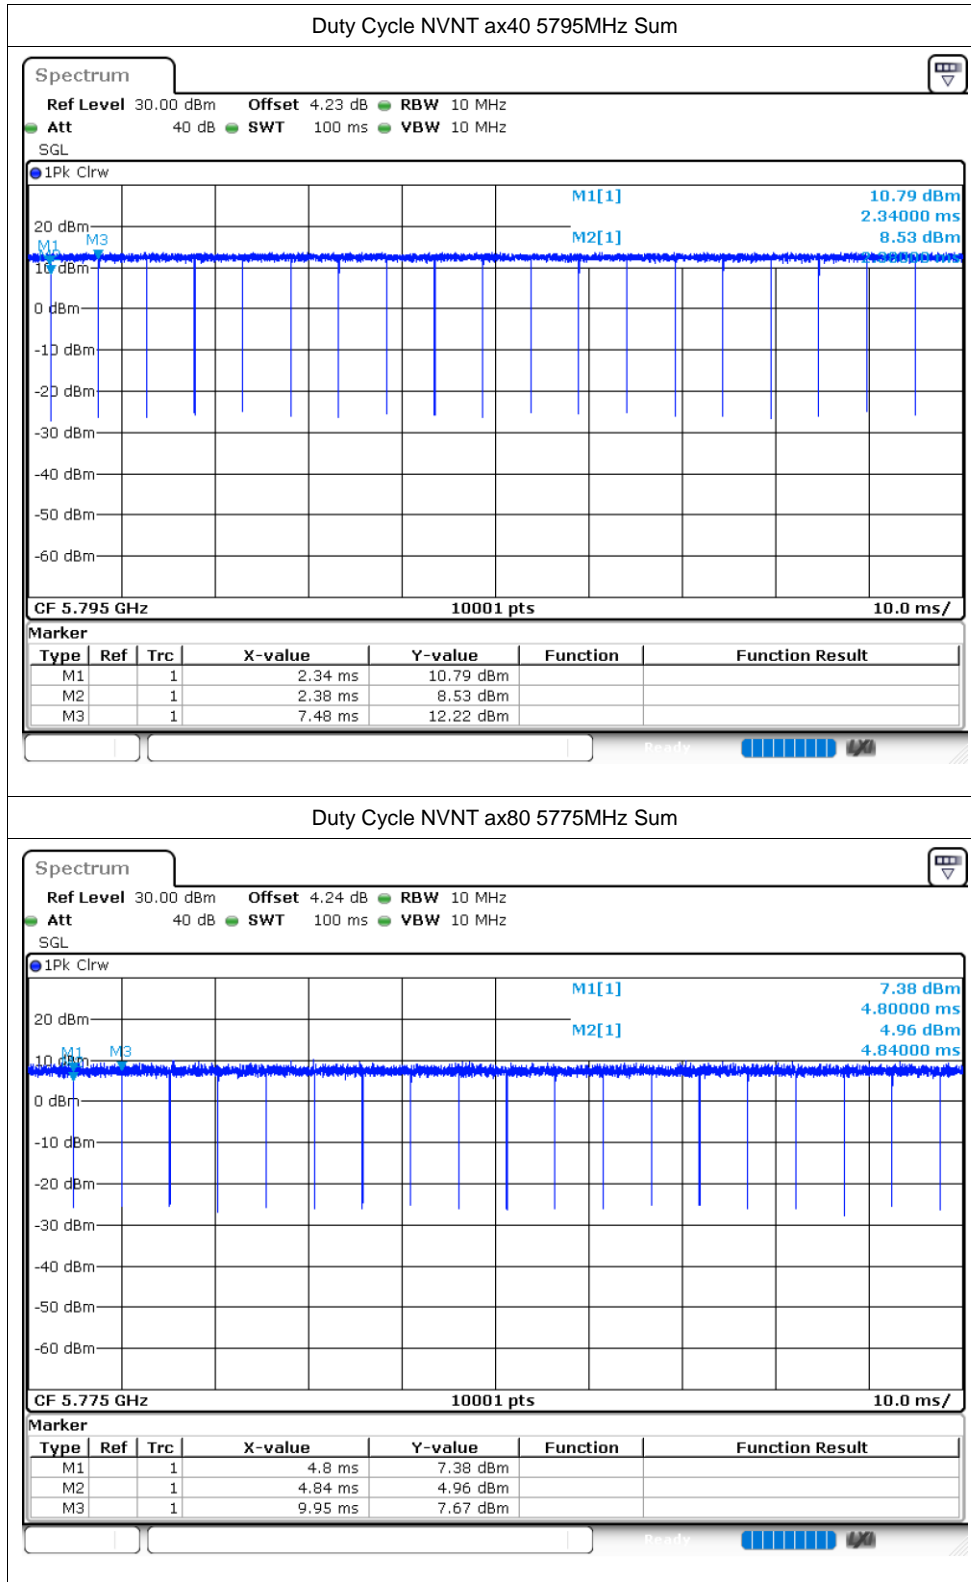 Duty Cycle NVNT ax40 5795MHz Sum
Spectrum
Ref Level 30.00 dBm Offset 4.23 dB RBW 10 MHz
Att 40 dB SWT 100 ms VBW 10 MHz
SGL
1Pk Clrw
M1[1] 10.79 dBm
2.34000 ms
20 dBm
M2[1] 8.53 dBm
M1 M3
10 dBm
0 dBm
-10 dBm
-20 dBm
-30 dBm
-40 dBm
-50 dBm
-60 dBm
CF 5.795 GHz 10001 pts 10.0 ms/
Marker
Type Ref Trc X-value Y-value Function Function Result
M1 1 2.34 ms 10.79 dBm
M2 1 2.38 ms 8.53 dBm
M3 1 7.48 ms 12.22 dBm
Ready LXI
Duty Cycle NVNT ax80 5775MHz Sum
Spectrum
Ref Level 30.00 dBm Offset 4.24 dB RBW 10 MHz
Att 40 dB SWT 100 ms VBW 10 MHz
SGL
1Pk Clrw
M1[1] 7.38 dBm
4.80000 ms
20 dBm
M2[1] 4.96 dBm
4.84000 ms
M1 M3
10 dBm
0 dBm
-10 dBm
-20 dBm
-30 dBm
-40 dBm
-50 dBm
-60 dBm
CF 5.775 GHz 10001 pts 10.0 ms/
Marker
Type Ref Trc X-value Y-value Function Function Result
M1 1 4.8 ms 7.38 dBm
M2 1 4.84 ms 4.96 dBm
M3 1 9.95 ms 7.67 dBm
Ready LXI